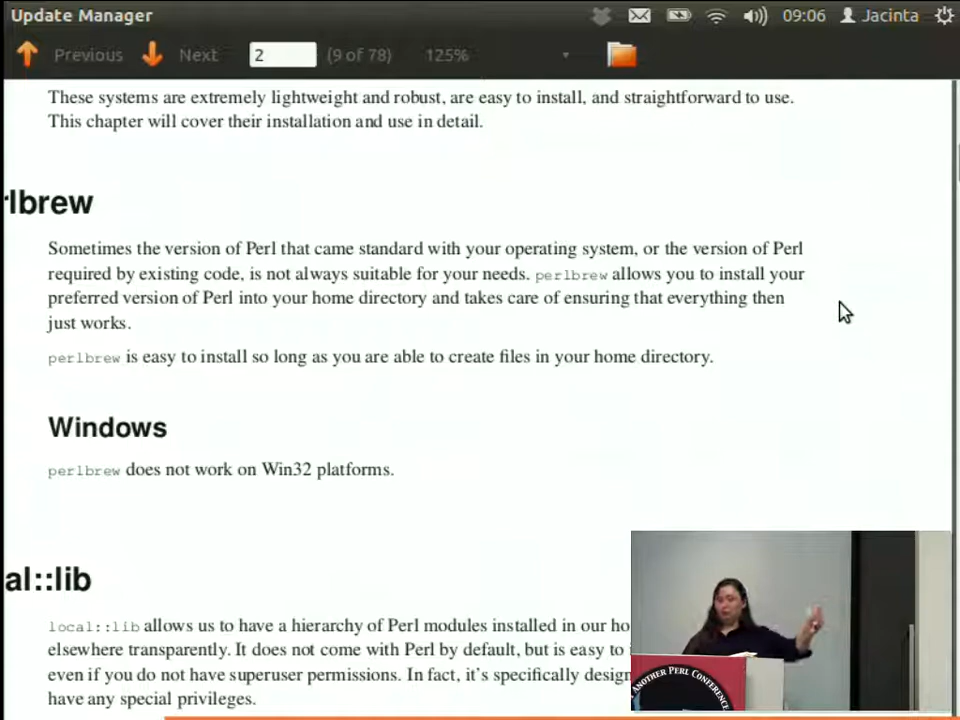 Update Manager
09:06 Jacinta
Previous Next 2 (9 of 78) 125%
These systems are extremely lightweight and robust, are easy to install, and straightforward to use.
This chapter will cover their installation and use in detail.
rlbrew
Sometimes the version of Perl that came standard with your operating system, or the version of Perl
required by existing code, is not always suitable for your needs. perlbrew allows you to install your
preferred version of Perl into your home directory and takes care of ensuring that everything then
just works.
perlbrew is easy to install so long as you are able to create files in your home directory.
Windows
perlbrew does not work on Win32 platforms.
al::lib
local::lib allows us to have a hierarchy of Perl modules installed in our ho
elsewhere transparently. It does not come with Perl by default, but is easy to
even if you do not have superuser permissions. In fact, it's specifically design
have any special privileges.
ANOTHER PERL CONFERENCE